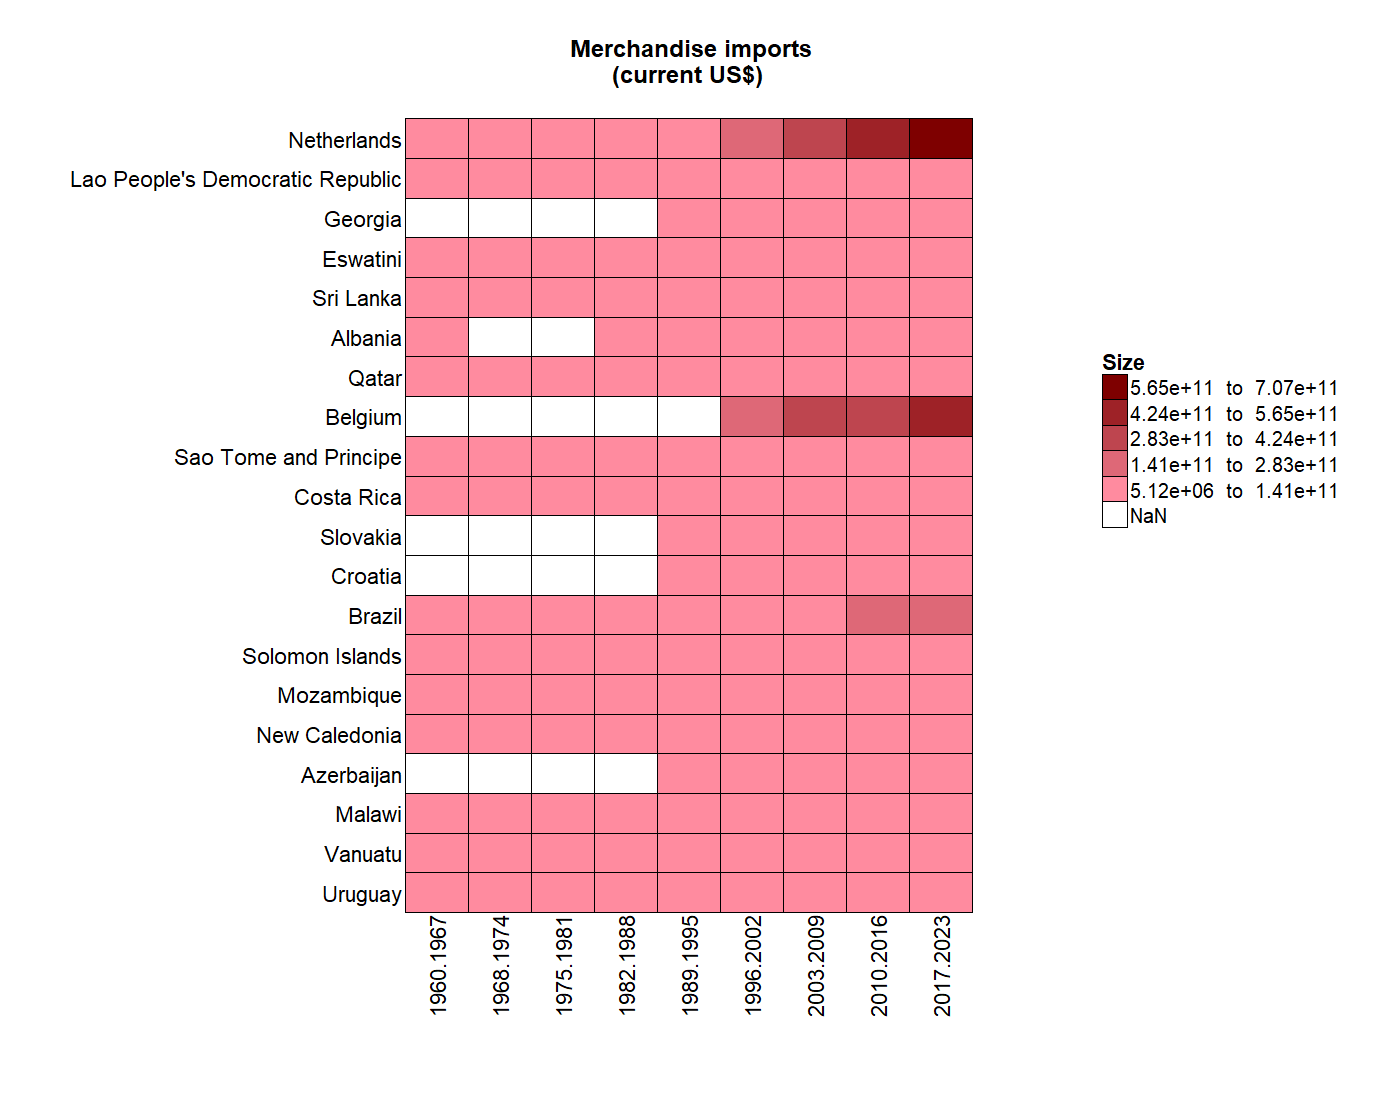 Merchandise imports
(current US$)
Netherlands
Lao People's Democratic Republic
Georgia
Eswatini
Sri Lanka
Albania
Qatar
Belgium
Sao Tome and Principe
Costa Rica
Slovakia
Croatia
Brazil
Solomon Islands
Mozambique
New Caledonia
Azerbaijan
Malawi
Vanuatu
Uruguay
1960.1967
1968.1974
1975.1981
1982.1988
1989.1995
1996.2002
2003.2009
2010.2016
2017.2023
Size
5.65e+11 to 7.07e+11
4.24e+11 to 5.65e+11
2.83e+11 to 4.24e+11
1.41e+11 to 2.83e+11
5.12e+06 to 1.41e+11
NaN